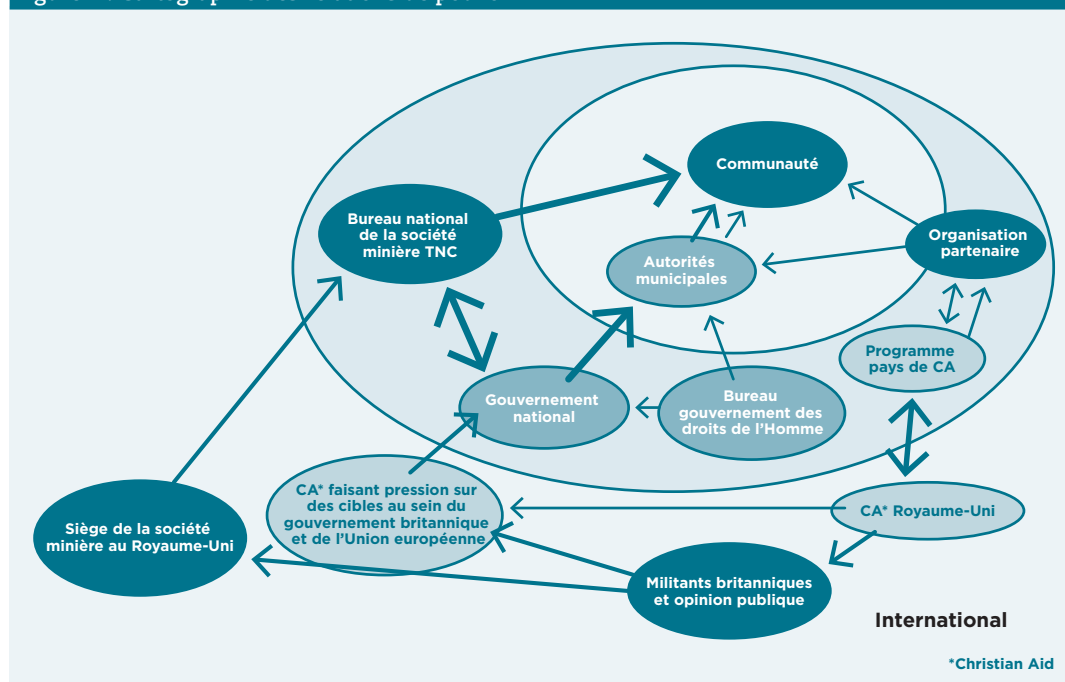 Communauté
Bureau national
de la société
minière TNC
Organisation
partenaire
Autorités
municipales
Programme
pays de CA
Gouvernement
national
Bureau
gouvernement des
droits de l'Homme
CA* faisant pression sur
des cibles au sein du
gouvernement britannique
et de l'Union européenne
CA* Royaume-Uni
Siège de la société
minière au Royaume-Uni
Militants britanniques
et opinion publique
International
*Christian Aid